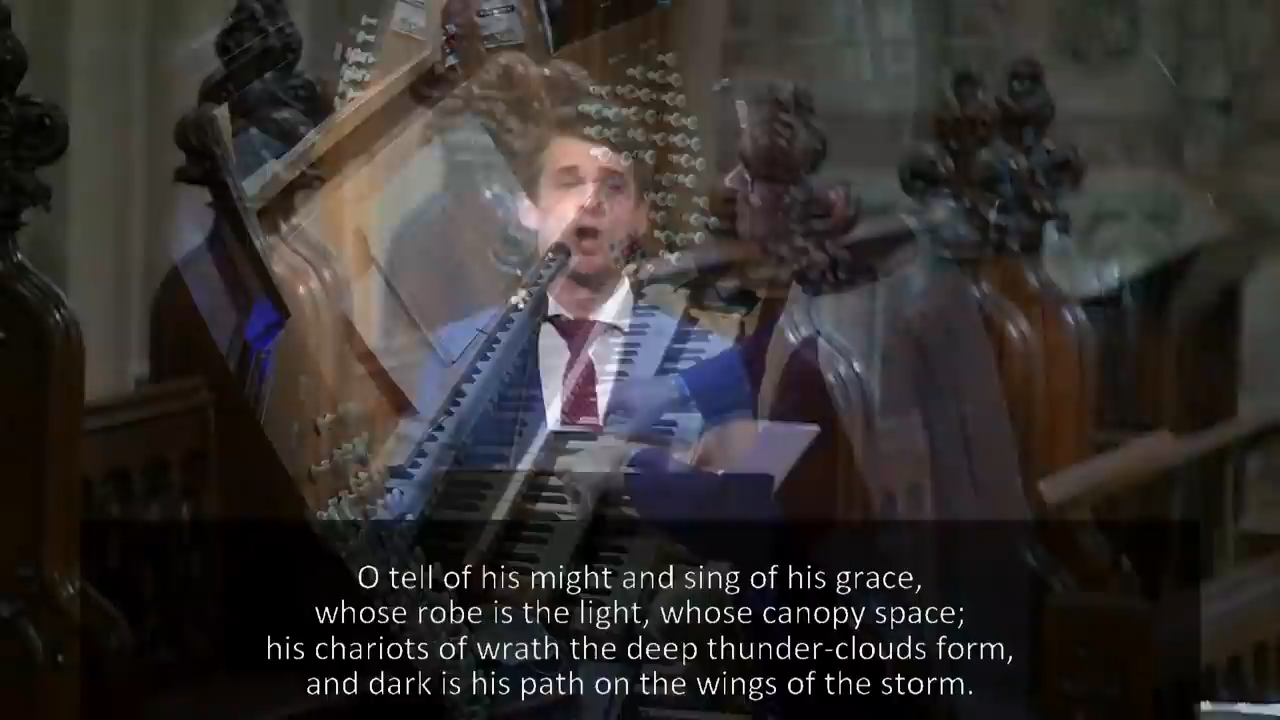 O tell of his might and sing of his grace,
whose robe is the light, whose canopy space;
his chariots of wrath the deep thunder-clouds form,
and dark is his path on the wings of the storm.